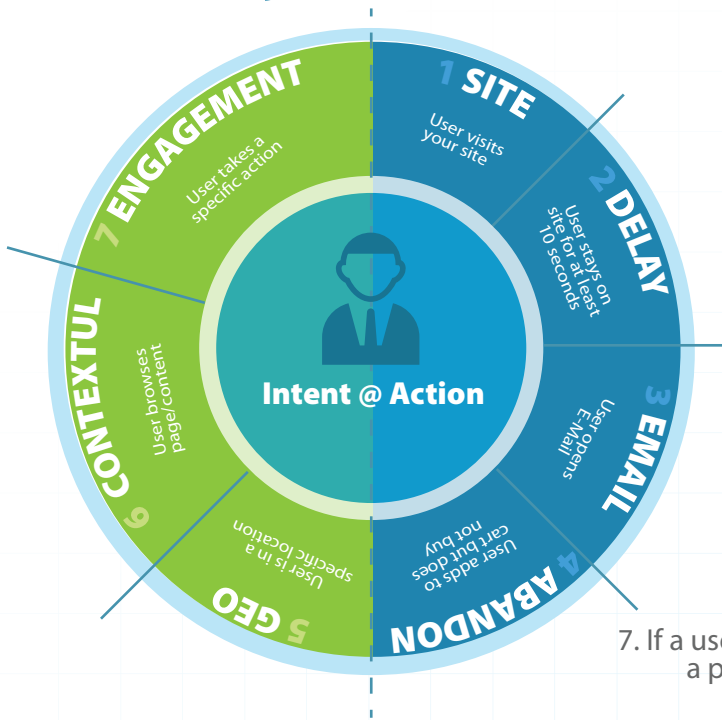 1 SITE
User visits
your site
2 DELAY
User stays on
site for at least
10 seconds
3 EMAIL
User opens
E-Mail
4 ABANDON
User adds to
cart but does
not buy
5 GEO
User is in a
specific location
6 CONTEXTUL
User browses
page/content
7 ENGAGEMENT
User takes a
specific action
Intent @ Action
7. If a use
a p